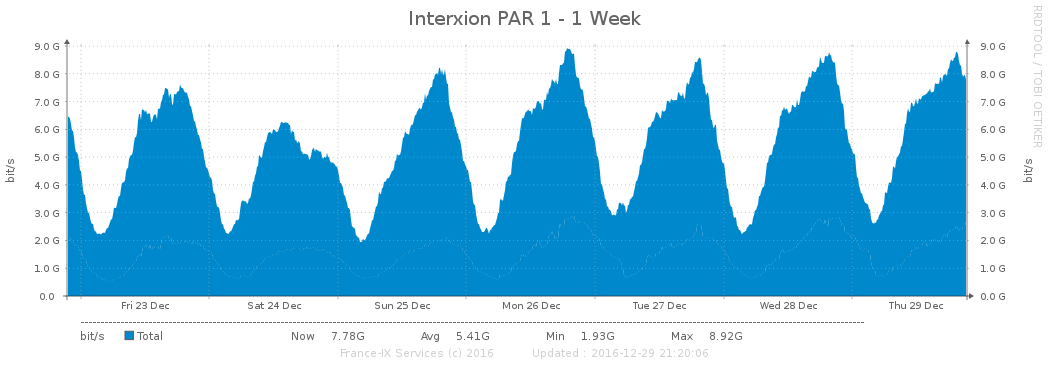 Interxion PAR 1 - 1 Week
RRDTOOL / TOBI OETIKER
9.0 G 9.0 G
8.0 G 8.0 G
7.0 G 7.0 G
6.0 G 6.0 G
5.0 G 5.0 G
4.0 G 4.0 G
3.0 G 3.0 G
2.0 G 2.0 G
1.0 G 1.0 G
0.0 0.0 G
bit/s bit/s
Fri 23 Dec Sat 24 Dec Sun 25 Dec Mon 26 Dec Tue 27 Dec Wed 28 Dec Thu 29 Dec
bit/s Total Now 7.78G Avg 5.41G Min 1.93G Max 8.92G
France-IX Services (c) 2016 Updated : 2016-12-29 21:20:06